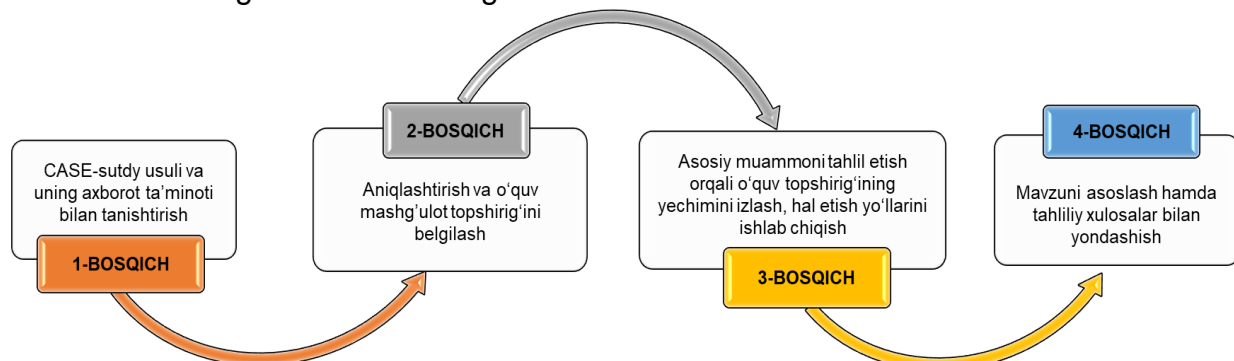 CASE-sutdy usuli va
uning axborot ta’minoti
bilan tanishtirish
1-BOSQICH
2-BOSQICH
Aniqlashtirish va o‘quv
mashg’ulot topshirig‘ini
belgilash
Asosiy muammoni tahlil etish
orqali o‘quv topshirig‘ining
yechimini izlash, hal etish yo‘llarini
ishlab chiqish
3-BOSQICH
4-BOSQICH
Mavzuni asoslash hamda
tahliliy xulosalar bilan
yondashish